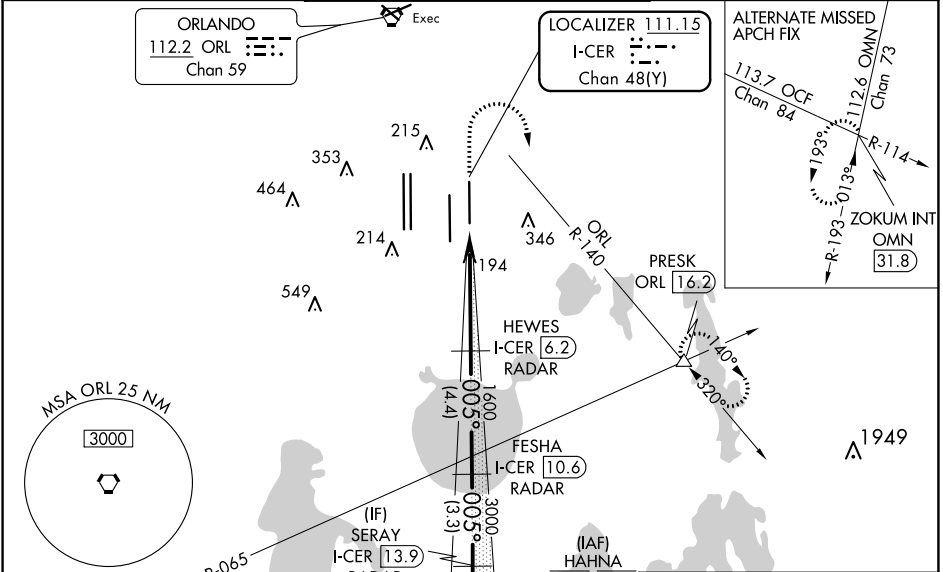 ORLANDO
112.2 ORL
Chan 59
Exec
LOCALIZER 111.15
I-CER
Chan 48(Y)
ALTERNATE MISSED
APCH FIX
113.7 OCF
Chan 84
112.6 OMN
Chan 73
193°
R-114
013°
R-193
ZOKUM INT
OMN
31.8
215
353
464
214
549
346
194
ORL
R-140
PRESK
ORL 16.2
140°
320°
HEWES
I-CER 6.2
RADAR
005°
1600
(4.4)
FESHA
I-CER 10.6
RADAR
005°
3000
(3.3)
MSA ORL 25 NM
3000
1949
(IF)
SERAY
I-CER 13.9
RADAR
R-065
(IAF)
HAHNA